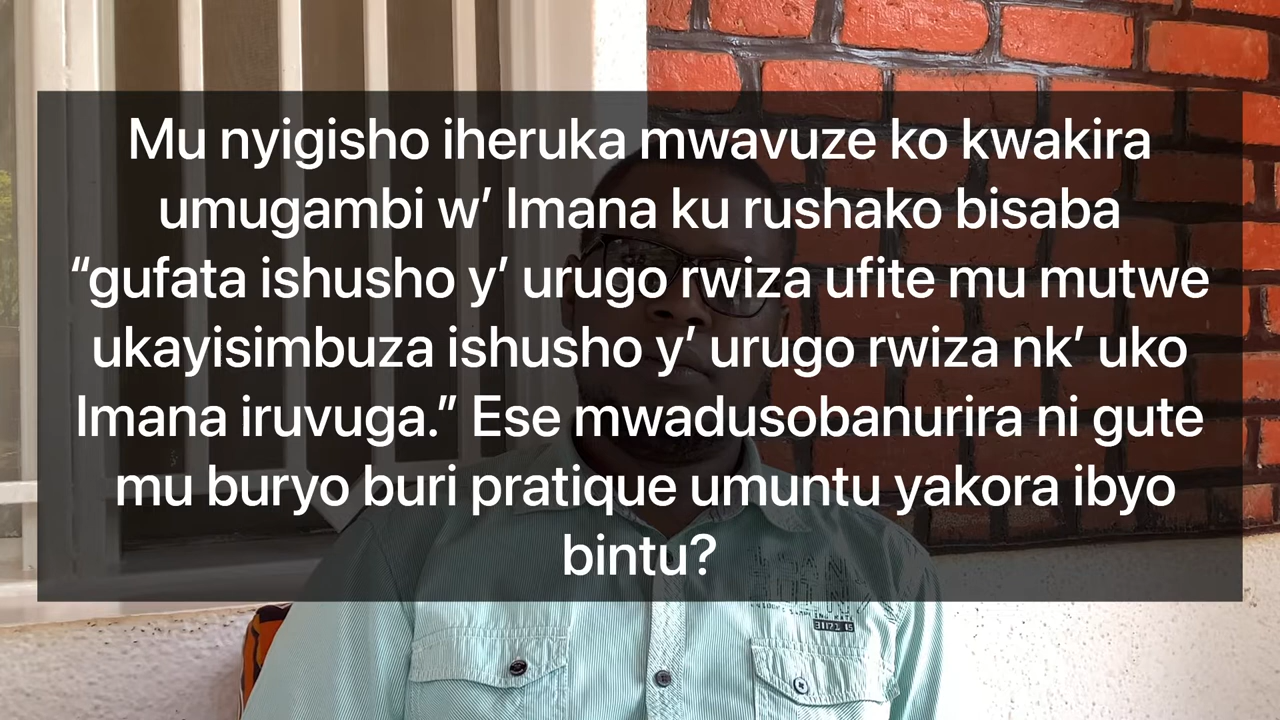 Mu nyigisho iheruka mwavuze ko kwakira
umugambi w’ Imana ku rushako bisaba
“gufata ishusho y’ urugo rwiza ufite mu mutwe
ukayisimbuza ishusho y’ urugo rwiza nk’ uko
Imana iruvuga.” Ese mwadusobanurira ni gute
mu buryo buri pratique umuntu yakora ibyo
bintu?